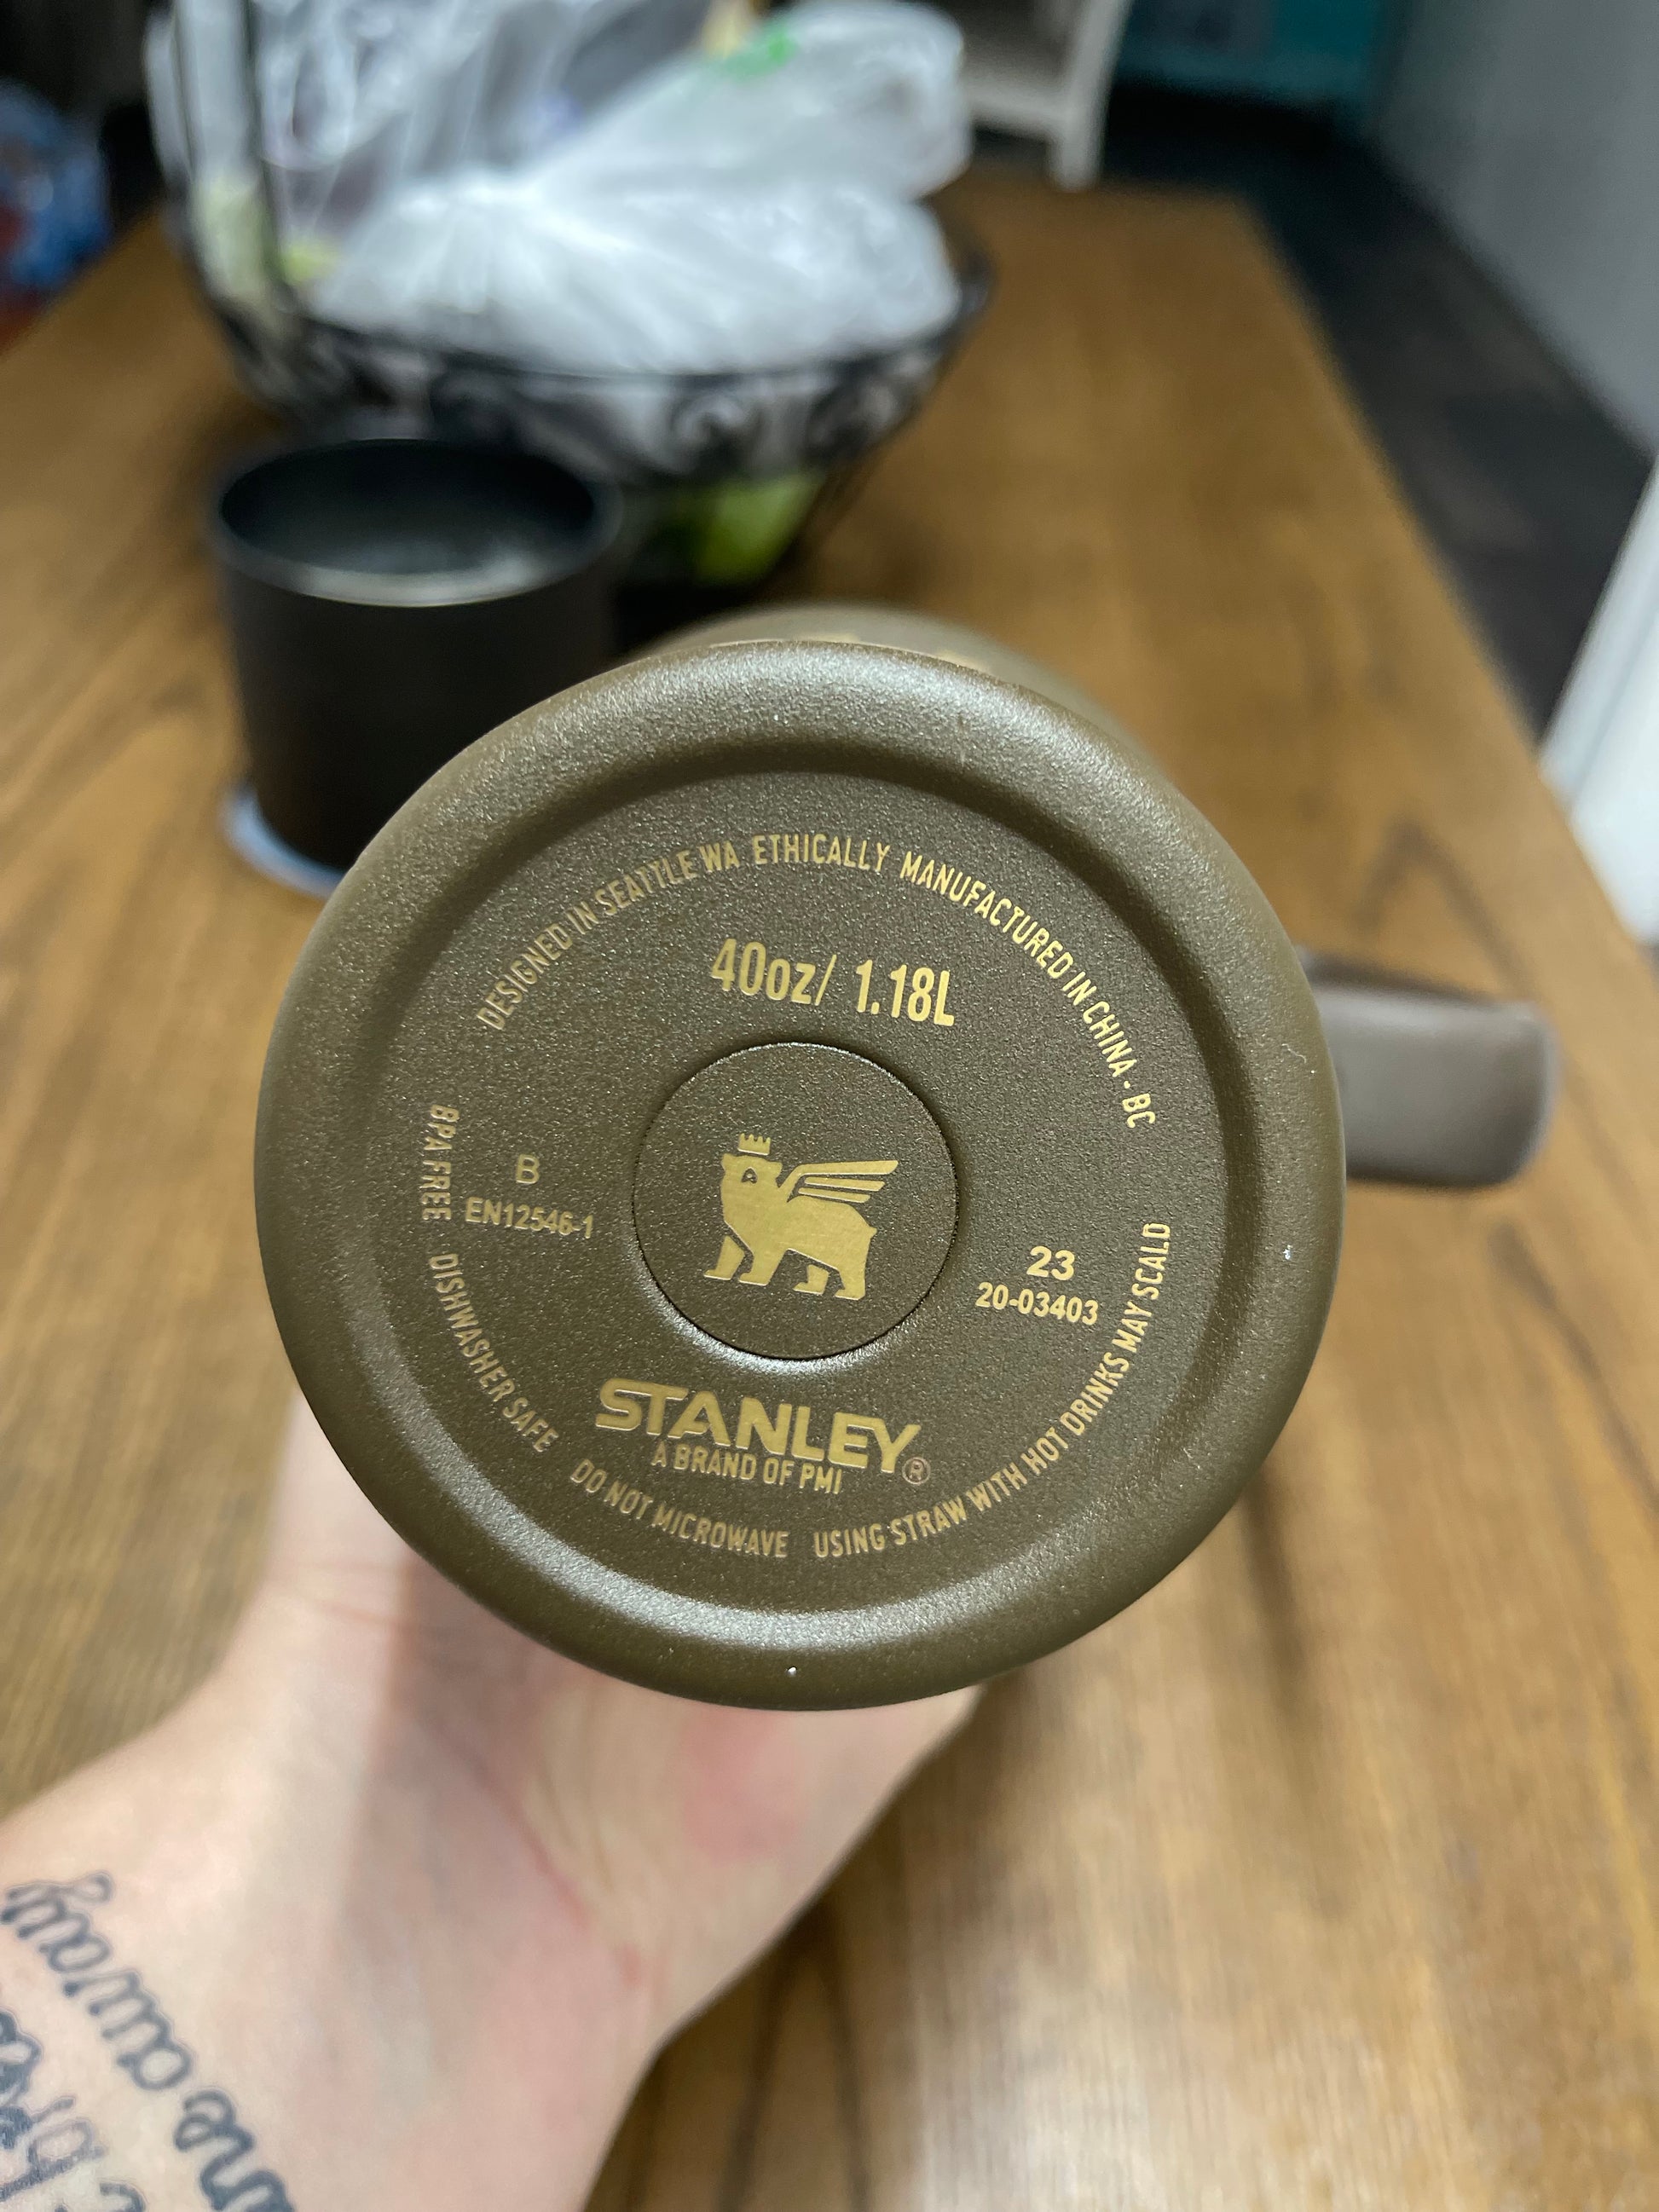 DESIGNED IN SEATTLE WA ETHICALLY MANUFACTURED IN CHINA - BC
40oz/ 1.18L
B
EN12546-1
23
20-03403
STANLEY®
A BRAND OF PMI
BPA FREE DISHWASHER SAFE DO NOT MICROWAVE USING STRAW WITH HOT DRINKS MAY SCALD
away